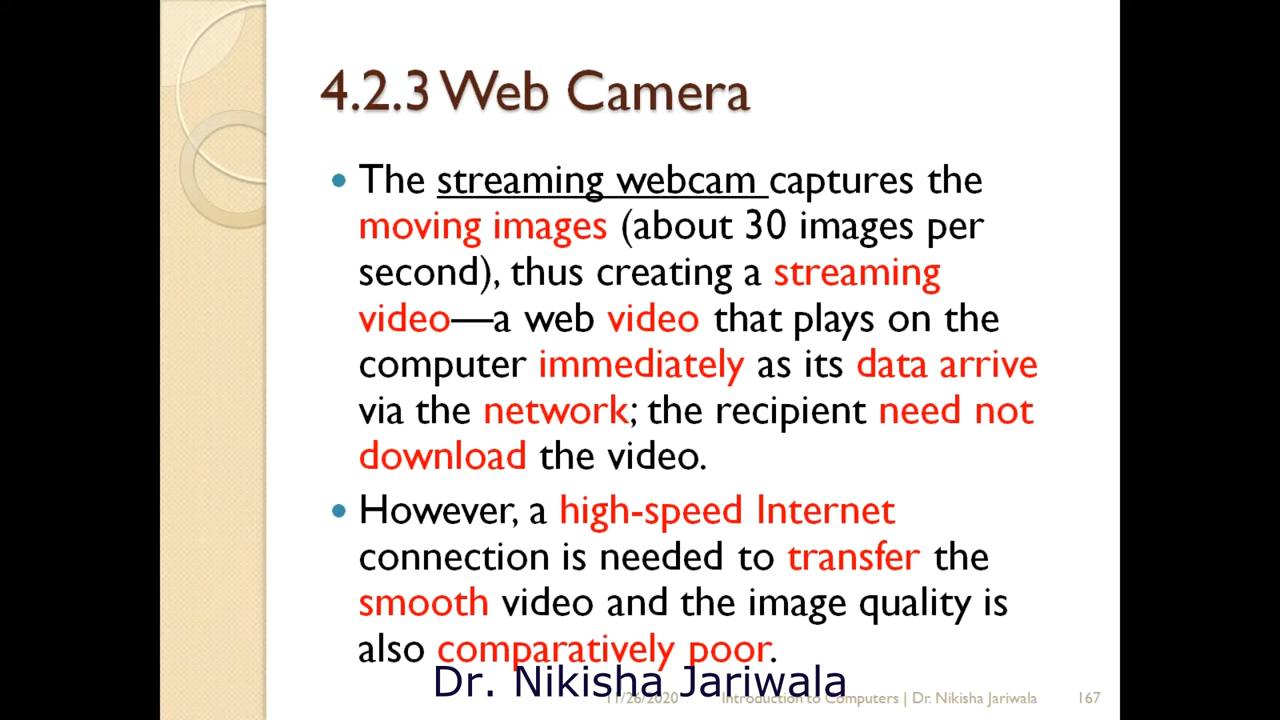 4.2.3 Web Camera
• The streaming webcam captures the
moving images (about 30 images per
second), thus creating a streaming
video—a web video that plays on the
computer immediately as its data arrive
via the network; the recipient need not
download the video.
• However, a high-speed Internet
connection is needed to transfer the
smooth video and the image quality is
also comparatively poor.
Dr. Nikisha Jariwala
11/26/2020 Introduction to Computers | Dr. Nikisha Jariwala 167